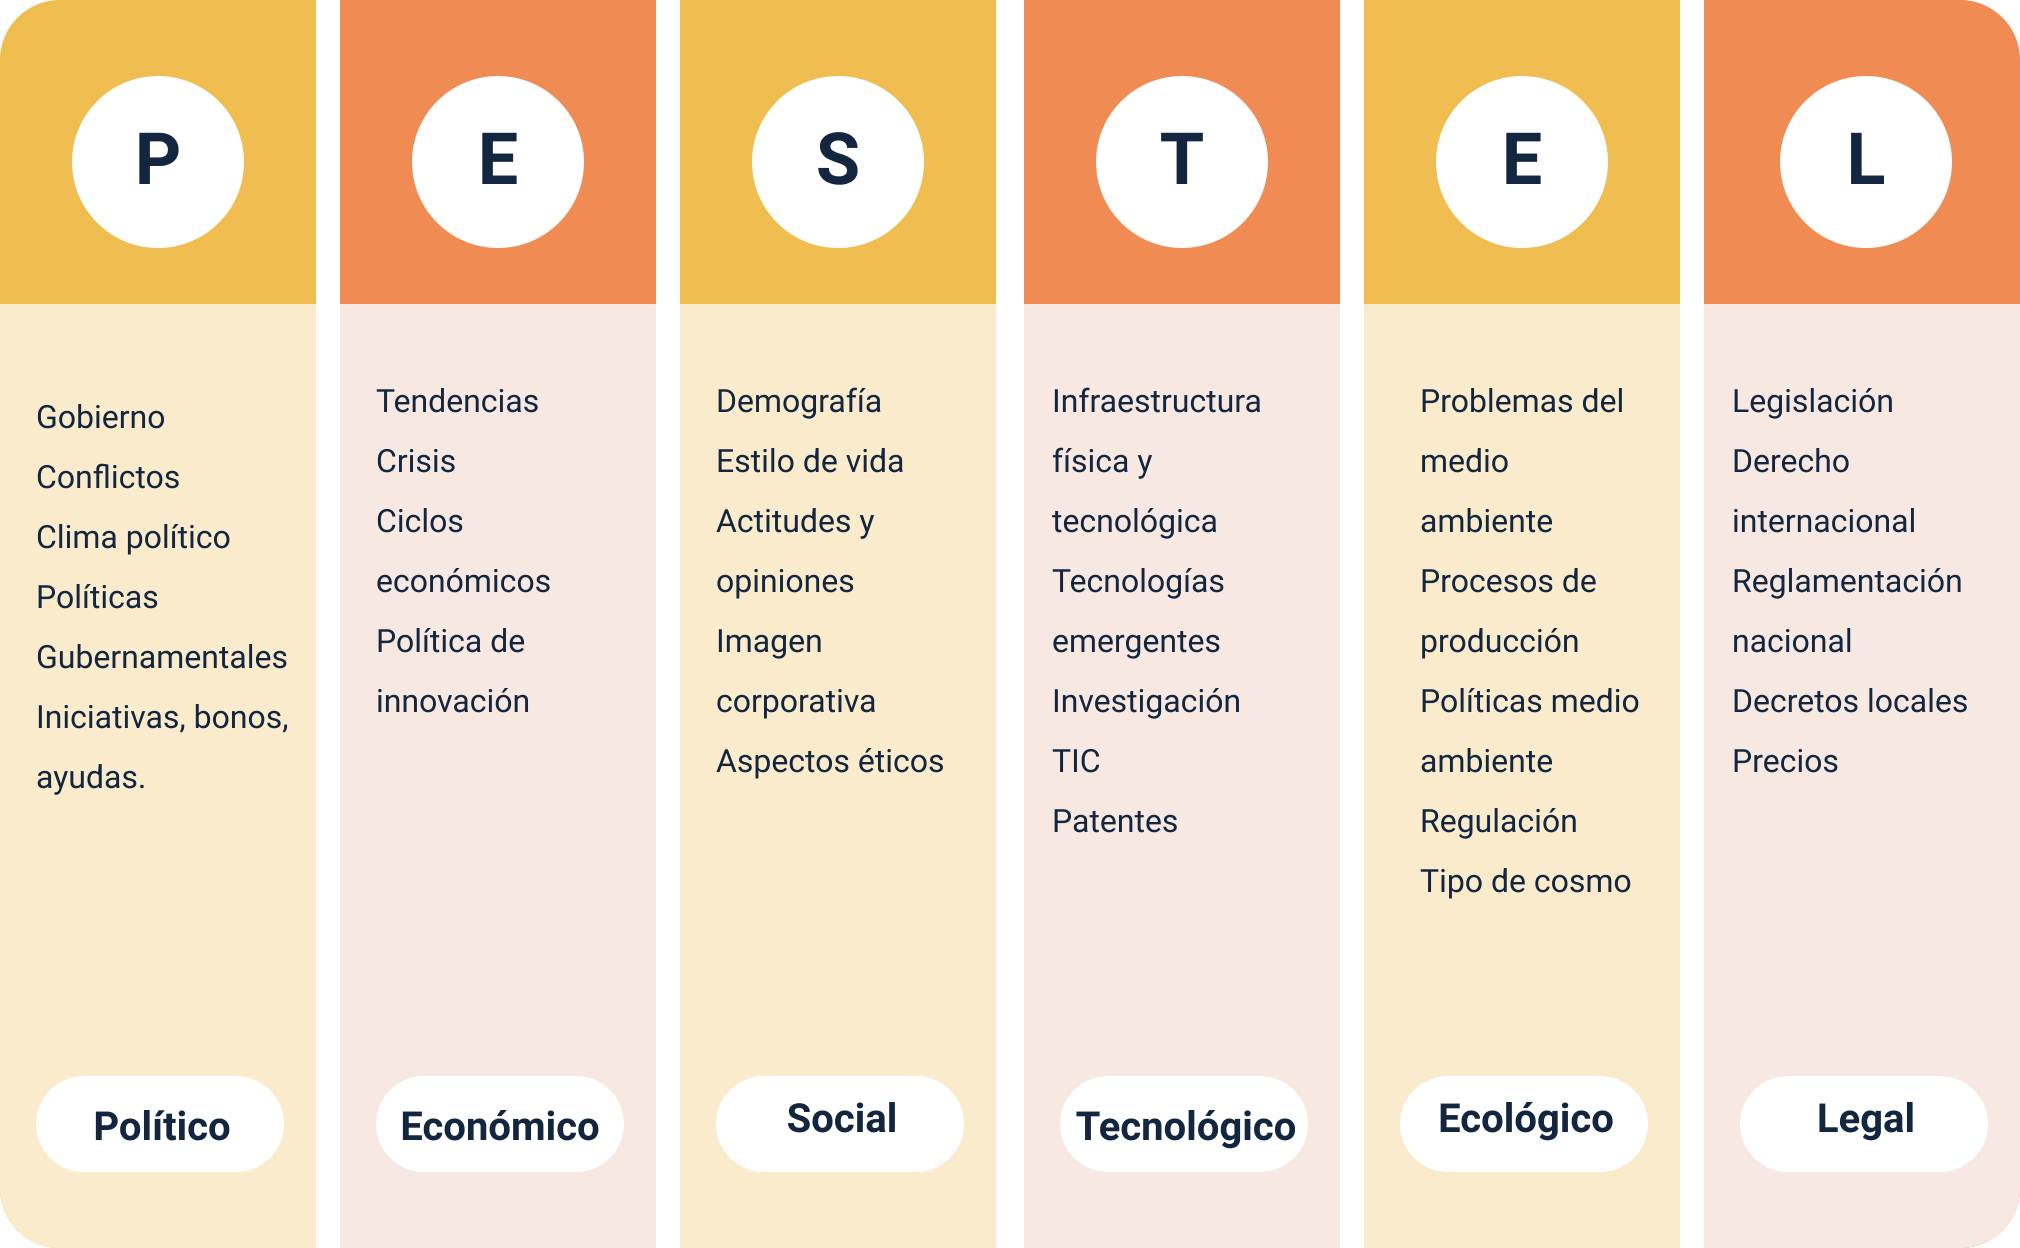 P
Gobierno
Conflictos
Clima político
Políticas
Gubernamentales
Iniciativas, bonos,
ayudas.
Político
E
Tendencias
Crisis
Ciclos
económicos
Política de
innovación
Económico
S
Demografía
Estilo de vida
Actitudes y
opiniones
Imagen
corporativa
Aspectos éticos
Social
T
Infraestructura
física y
tecnológica
Tecnologías
emergentes
Investigación
TIC
Patentes
Tecnológico
E
Problemas del
medio
ambiente
Procesos de
producción
Políticas medio
ambiente
Regulación
Tipo de cosmo
Ecológico
L
Legislación
Derecho
internacional
Reglamentación
nacional
Decretos locales
Precios
Legal